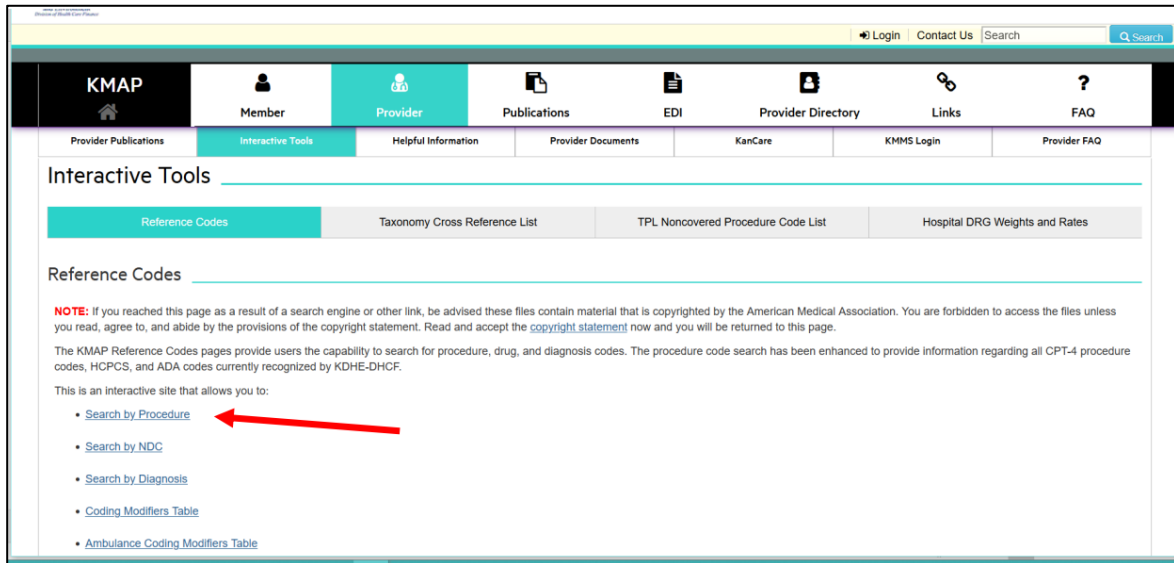 Division of Health Care Finance
Login Contact Us Search Search
KMAP Member Provider Publications EDI Provider Directory Links FAQ
Provider Publications Interactive Tools Helpful Information Provider Documents KanCare KMMS Login Provider FAQ
Interactive Tools
Reference Codes Taxonomy Cross Reference List TPL Noncovered Procedure Code List Hospital DRG Weights and Rates
Reference Codes
NOTE: If you reached this page as a result of a search engine or other link, be advised these files contain material that is copyrighted by the American Medical Association. You are forbidden to access the files unless
you read, agree to, and abide by the provisions of the copyright statement. Read and accept the copyright statement now and you will be returned to this page.
The KMAP Reference Codes pages provide users the capability to search for procedure, drug, and diagnosis codes. The procedure code search has been enhanced to provide information regarding all CPT-4 procedure
codes, HCPCS, and ADA codes currently recognized by KDHE-DHCF.
This is an interactive site that allows you to:
• Search by Procedure
• Search by NDC
• Search by Diagnosis
• Coding Modifiers Table
• Ambulance Coding Modifiers Table